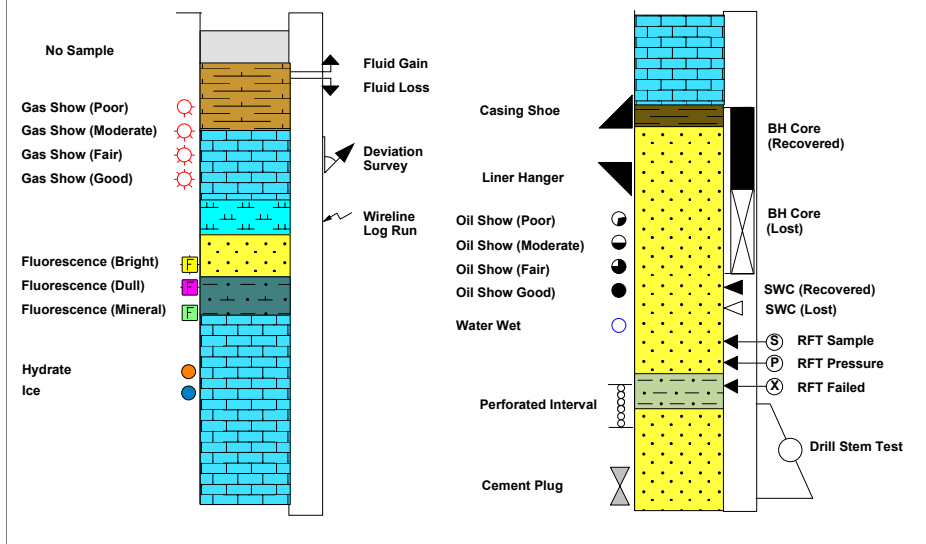 No Sample
Gas Show (Poor)
Gas Show (Moderate)
Gas Show (Fair)
Gas Show (Good)
Fluorescence (Bright)
F
Fluorescence (Dull)
F
Fluorescence (Mineral)
F
Hydrate
Ice
Fluid Gain
Fluid Loss
Deviation
Survey
Wireline
Log Run
Casing Shoe
Liner Hanger
Oil Show (Poor)
Oil Show (Moderate)
Oil Show (Fair)
Oil Show Good)
Water Wet
Perforated Interval
Cement Plug
BH Core
(Recovered)
BH Core
(Lost)
SWC (Recovered)
SWC (Lost)
S RFT Sample
P RFT Pressure
X RFT Failed
Drill Stem Test